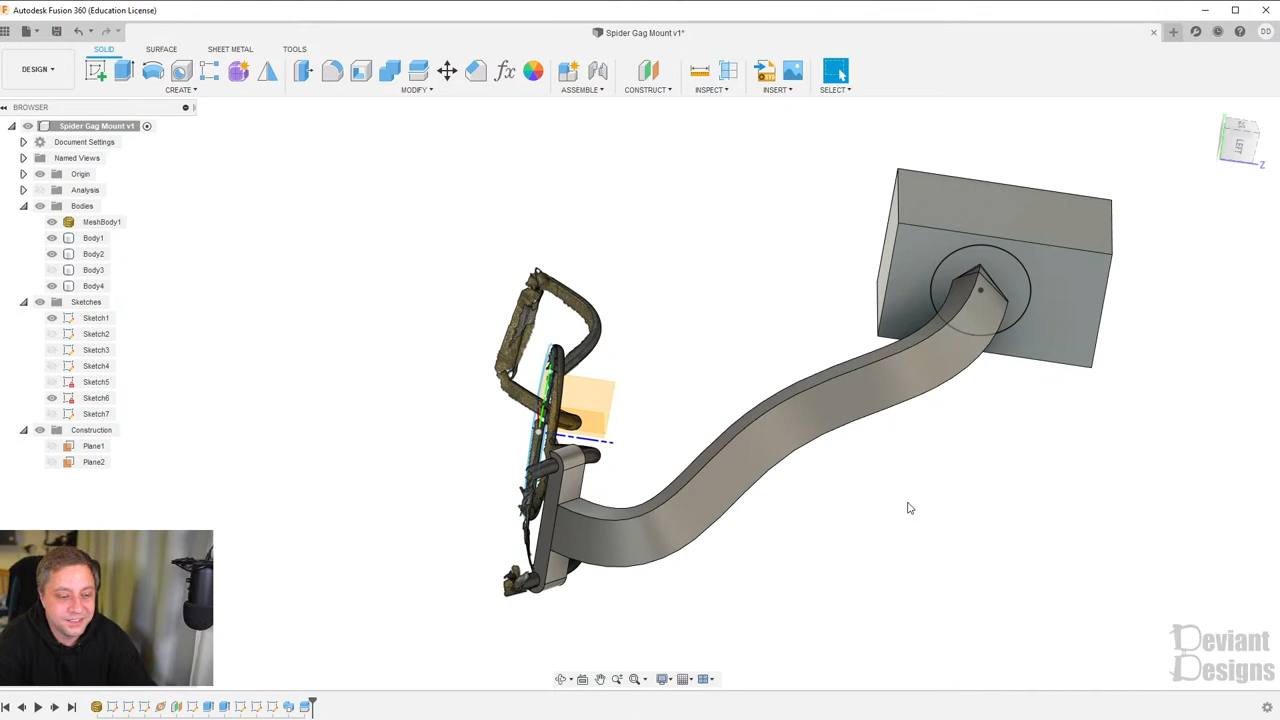 Autodesk Fusion 360 (Education License)
Spider Gag Mount v1*
DD
DESIGN
SOLID SURFACE SHEET METAL TOOLS
CREATE MODIFY ASSEMBLE CONSTRUCT INSPECT INSERT SELECT
BROWSER
Spider Gag Mount v1
Document Settings
Named Views
Origin
Analysis
Bodies
MeshBody1
Body1
Body2
Body3
Body4
Sketches
Sketch1
Sketch2
Sketch3
Sketch4
Sketch5
Sketch6
Sketch7
Construction
Plane1
Plane2
LEFT
Z
Deviant
Designs